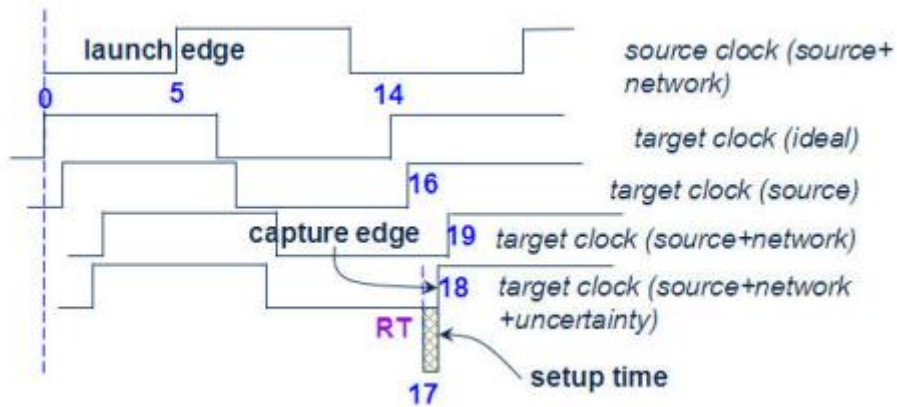 launch edge
source clock (source+
network)
0
5
14
target clock (ideal)
16
target clock (source)
capture edge
19
target clock (source+network)
18
target clock (source+network
+uncertainty)
RT
setup time
17